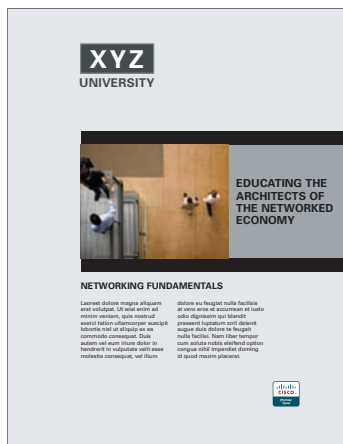 XYZ
UNIVERSITY
EDUCATING THE
ARCHITECTS OF
THE NETWORKED
ECONOMY
NETWORKING FUNDAMENTALS
Laoreet dolore magna aliquam
erat volutpat. Ut wisi enim ad
minim veniam, quis nostrud
exerci tation ullamcorper suscipit
lobortis nisl ut aliquip ex ea
commodo consequat. Duis
autem vel eum iriure dolor in
hendrerit in vulputate velit esse
molestie consequat, vel illum
dolore eu feugiat nulla facilisis
at vero eros et accumsan et iusto
odio dignissim qui blandit
praesent luptatum zzril delenit
augue duis dolore te feugait
nulla facilisi. Nam liber tempor
cum soluta nobis eleifend option
congue nihil imperdiet doming
id quod mazim placerat.
CISCO